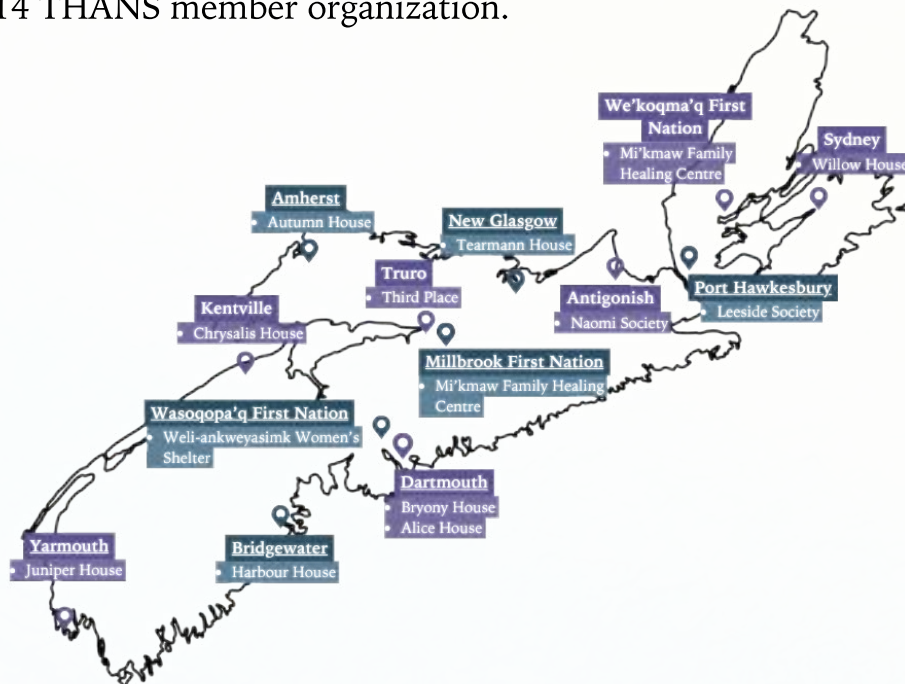 14 THANS member organization.
We'koqma'q First
Nation
Mi'kmaw Family
Healing Centre
Sydney
Willow House
Amherst
Autumn House
New Glasgow
Tearmann House
Truro
Third Place
Antigonish
Naomi Society
Port Hawkesbury
Leeside Society
Kentville
Chrysalis House
Millbrook First Nation
Mi'kmaw Family Healing
Centre
Wasoqopa'q First Nation
Weli-ankweyasimk Women's
Shelter
Dartmouth
Bryony House
Alice House
Yarmouth
Juniper House
Bridgewater
Harbour House